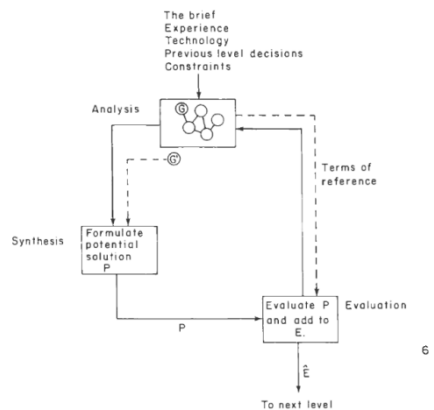 The brief
Experience
Technology
Previous level decisions
Constraints
Analysis
G
Terms of
reference
G'
Synthesis
Formulate
potential
solution
P
Evaluate P
and add to
E.
Evaluation
P
6
Ê
To next level